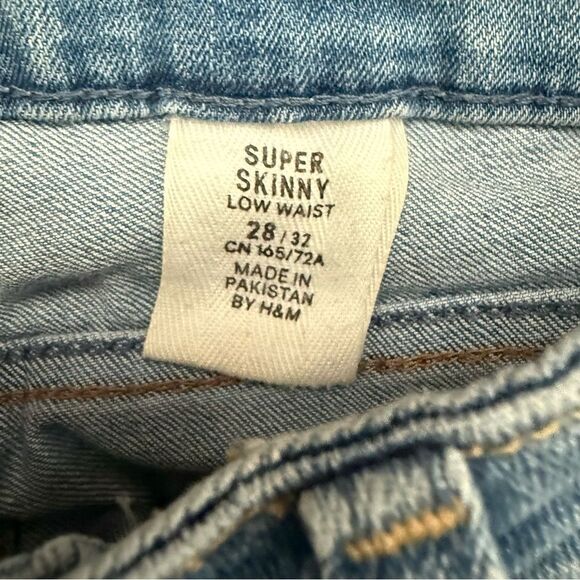 SUPER
SKINNY
LOW WAIST
28/32
CN 165/72A
MADE IN
PAKISTAN
BY H&M